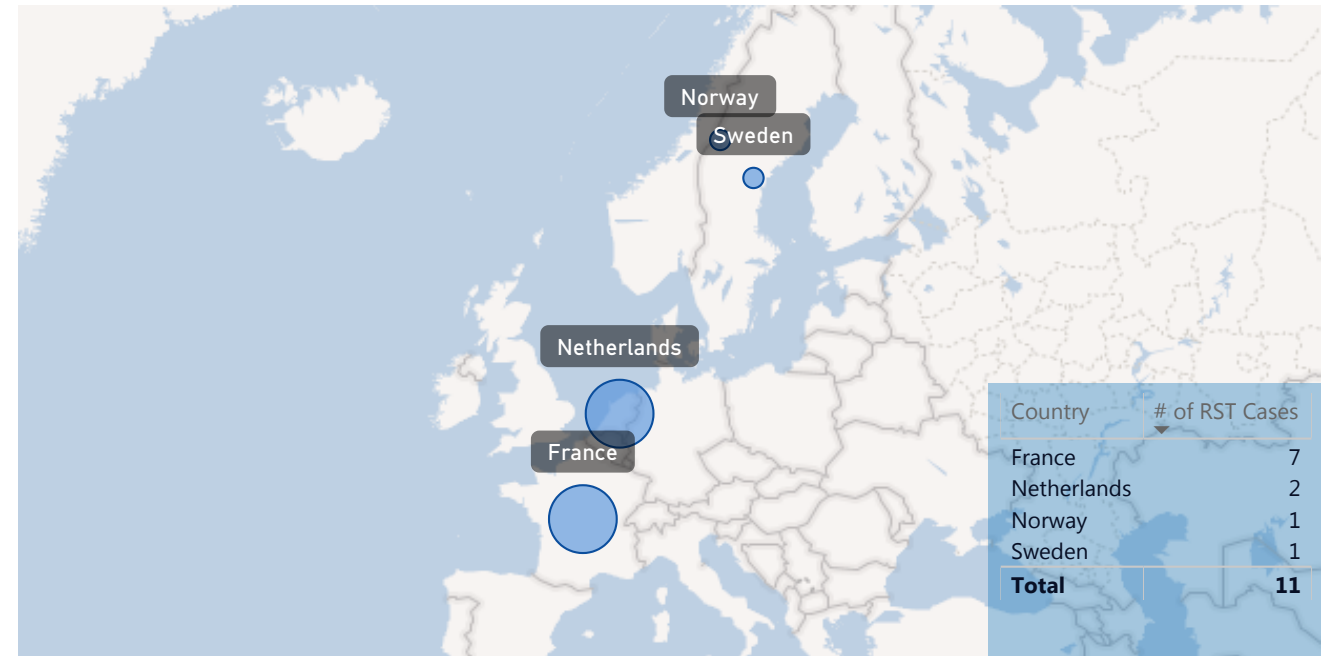 Norway
Sweden
Netherlands
France
Country # of RST Cases
France 7
Netherlands 2
Norway 1
Sweden 1
Total 11